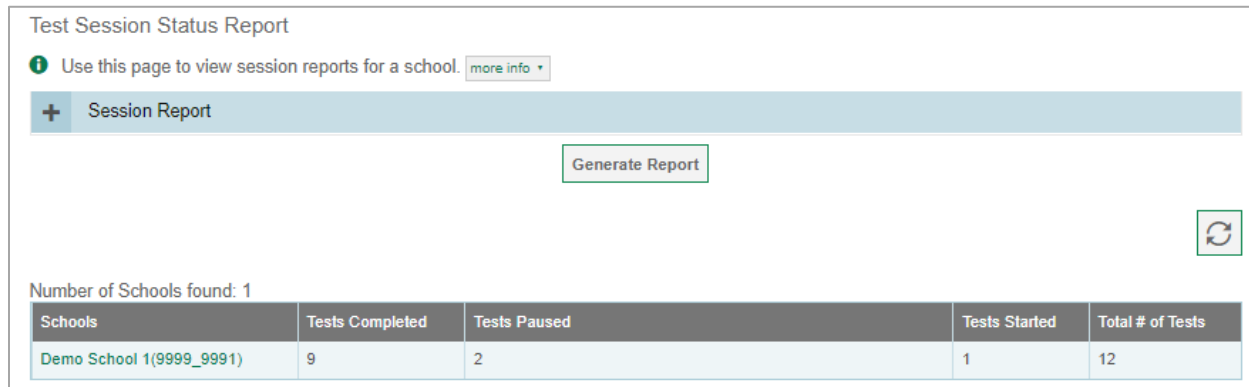 Test Session Status Report
Use this page to view session reports for a school. more info
Session Report
Generate Report
Number of Schools found: 1
Schools Tests Completed Tests Paused Tests Started Total # of Tests
Demo School 1(9999_9991) 9 2 1 12